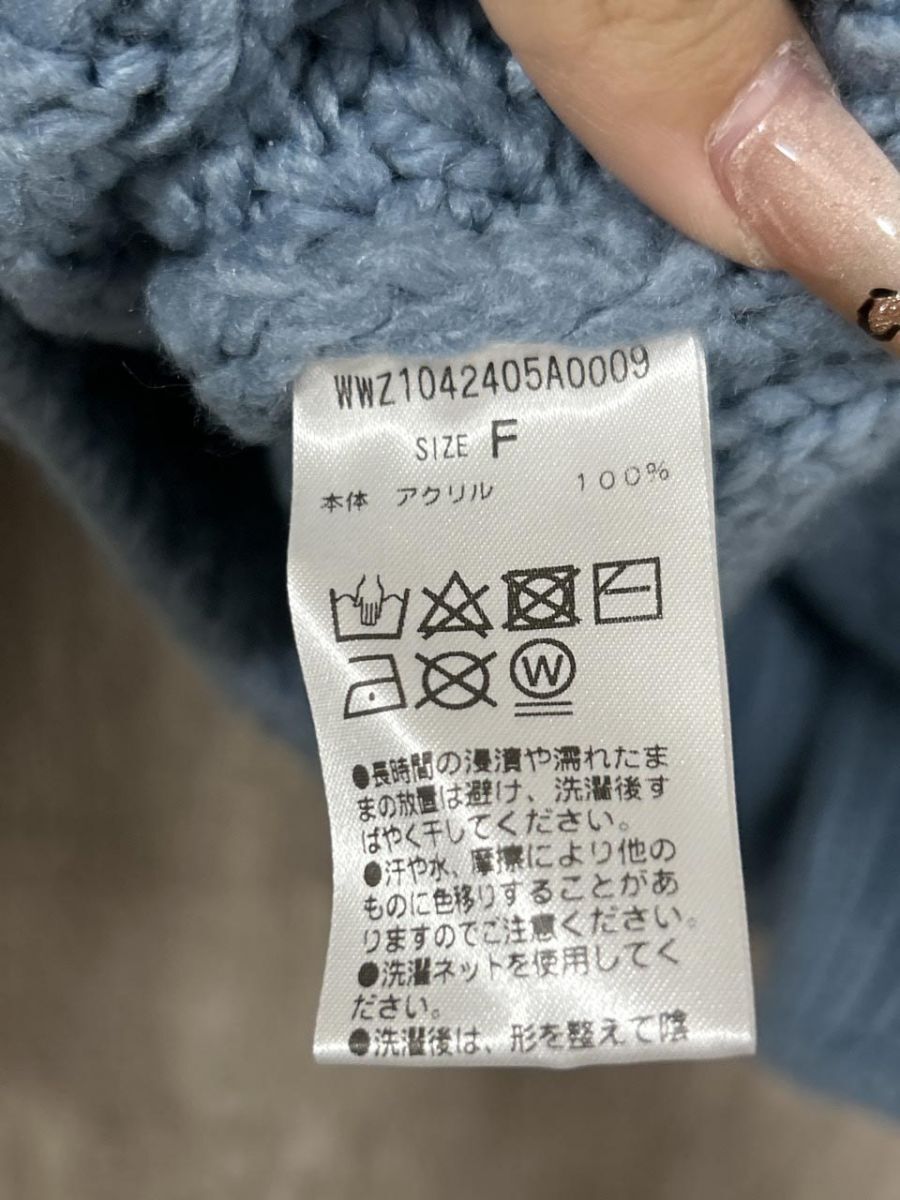 WWZ1042405A0009
SIZE F
本体 アクリル 100%
W
●長時間の浸漬や濡れたま
まの放置は避け、洗濯後す
ばやく干してください。
●汗や水、摩擦により他の
ものに色移りすることがあ
りますのでご注意ください。
●洗濯ネットを使用してく
ださい。
●洗濯後は、形を整えて陰